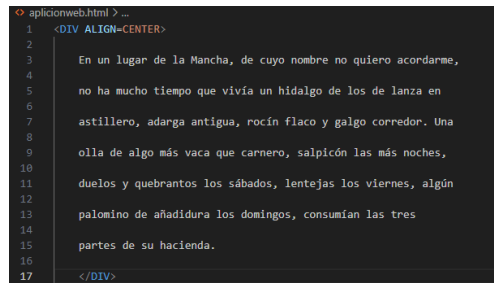 aplicionweb.html > ...
1 <DIV ALIGN=CENTER>
2
3 En un lugar de la Mancha, de cuyo nombre no quiero acordarme,
4
5 no ha mucho tiempo que vivía un hidalgo de los de lanza en
6
7 astillero, adarga antigua, rocín flaco y galgo corredor. Una
8
9 olla de algo más vaca que carnero, salpicón las más noches,
10
11 duelos y quebrantos los sábados, lentejas los viernes, algún
12
13 palomino de añadidura los domingos, consumían las tres
14
15 partes de su hacienda.
16
17 </DIV>